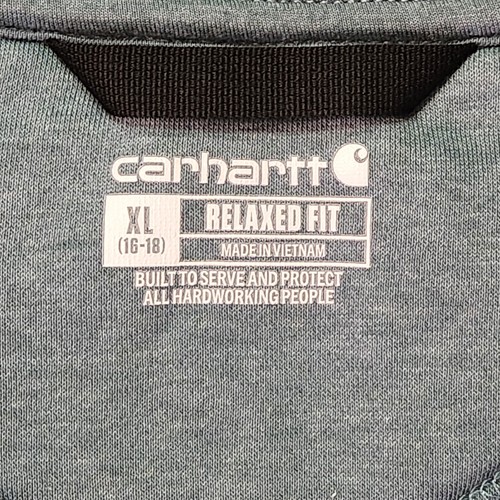 carhartt
XL
(16-18)
RELAXED FIT
MADE IN VIETNAM
BUILT TO SERVE AND PROTECT
ALL HARDWORKING PEOPLE